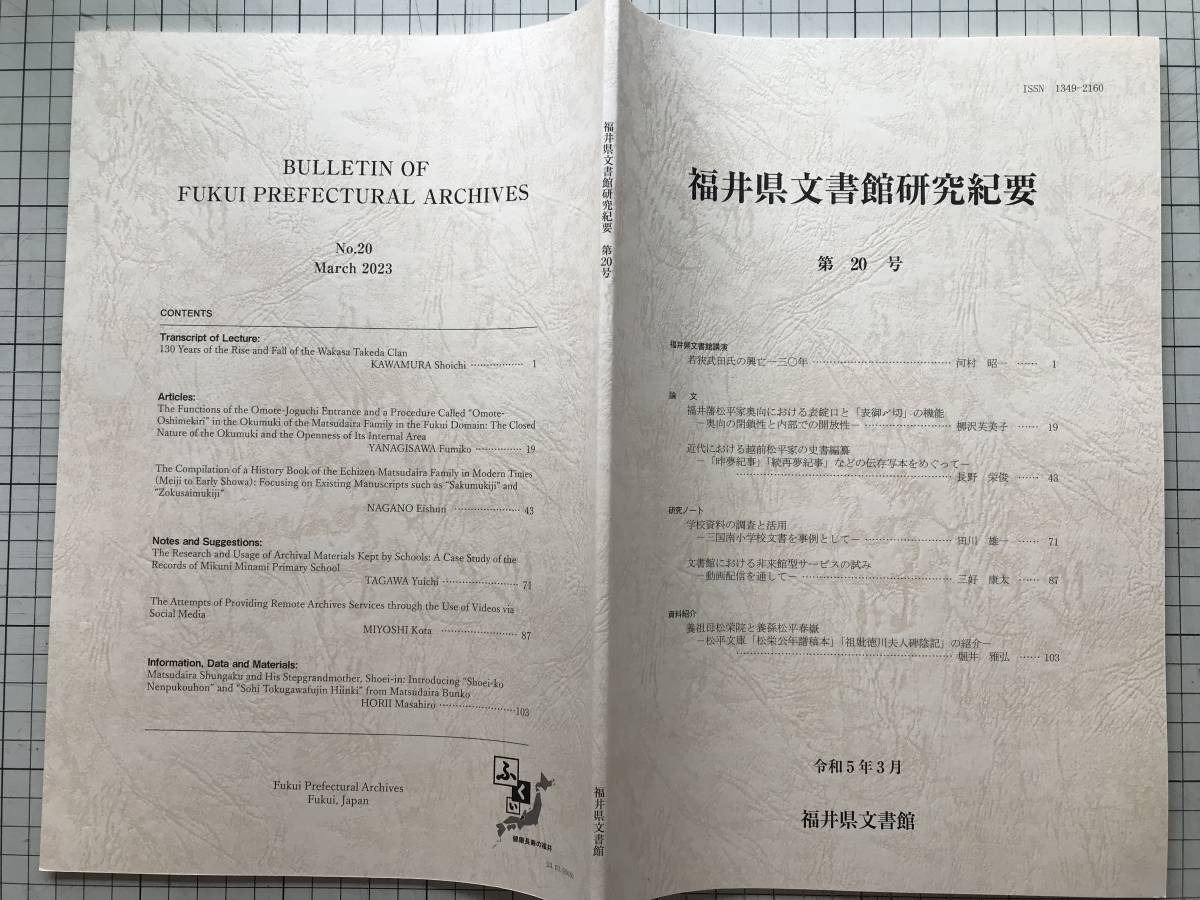 BULLETIN OF
FUKUI PREFECTURAL ARCHIVES
No.20
March 2023
CONTENTS
Transcript of Lecture:
130 Years of the Rise and Fall of the Wakasa Takeda Clan
KAWAMURA Shoichi ……………… 1
Articles:
The Functions of the Omote-Joguchi Entrance and a Procedure Called "Omote-
Oshimekiri" in the Okumuki of the Matsudaira Family in the Fukui Domain: The Closed
Nature of the Okumuki and the Openness of Its Internal Area
YANAGISAWA Fumiko …………… 19
The Compilation of a History Book of the Echizen Matsudaira Family in Modern Times
(Meiji to Early Showa): Focusing on Existing Manuscripts such as "Sakumukiji" and
"Zokusaimukiji"
NAGANO Eishun ………………… 43
Notes and Suggestions:
The Research and Usage of Archival Materials Kept by Schools: A Case Study of the
Records of Mikuni Minami Primary School
TAGAWA Yuichi …………………… 71
The Attempts of Providing Remote Archives Services through the Use of Videos via
Social Media
MIYOSHI Kota …………………… 87
Information, Data and Materials:
Matsudaira Shungaku and His Stepgrandmother, Shoei-in: Introducing "Shoei-ko
Nenpukouhon" and "Sohi Tokugawafujin Hiinki" from Matsudaira Bunko
HORII Masahiro ……………………103
Fukui Prefectural Archives
Fukui, Japan
ふくい
健康長寿の福井
福井県文書館研究紀要 第20号
福井県文書館
ISSN 1349-2160
福井県文書館研究紀要
第 20 号
福井県文書館講演
若狭武田氏の興亡一三〇年 …………………………………… 河村 昭一 …… 1
論 文
福井藩松平家奥向における表錠口と「表御〆切」の機能
−奥向の閉鎖性と内部での開放性− …………………… 柳沢芙美子 …… 19
近代における越前松平家の史書編纂
−「昨夢紀事」「続再夢紀事」などの伝存写本をめぐって−
…………………………………………………… 長野 栄俊 …… 43
研究ノート
学校資料の調査と活用
−三国南小学校文書を事例として− …………………… 田川 雄一 …… 71
文書館における非来館型サービスの試み
−動画配信を通して− …………………………………… 三好 康太 …… 87
資料紹介
養祖母松栄院と養孫松平春嶽
−松平文庫「松栄公年譜稿本」「祖妣徳川夫人碑陰記」の紹介−
…………………………………………………… 堀井 雅弘 …… 103
令和5年3月
福井県文書館